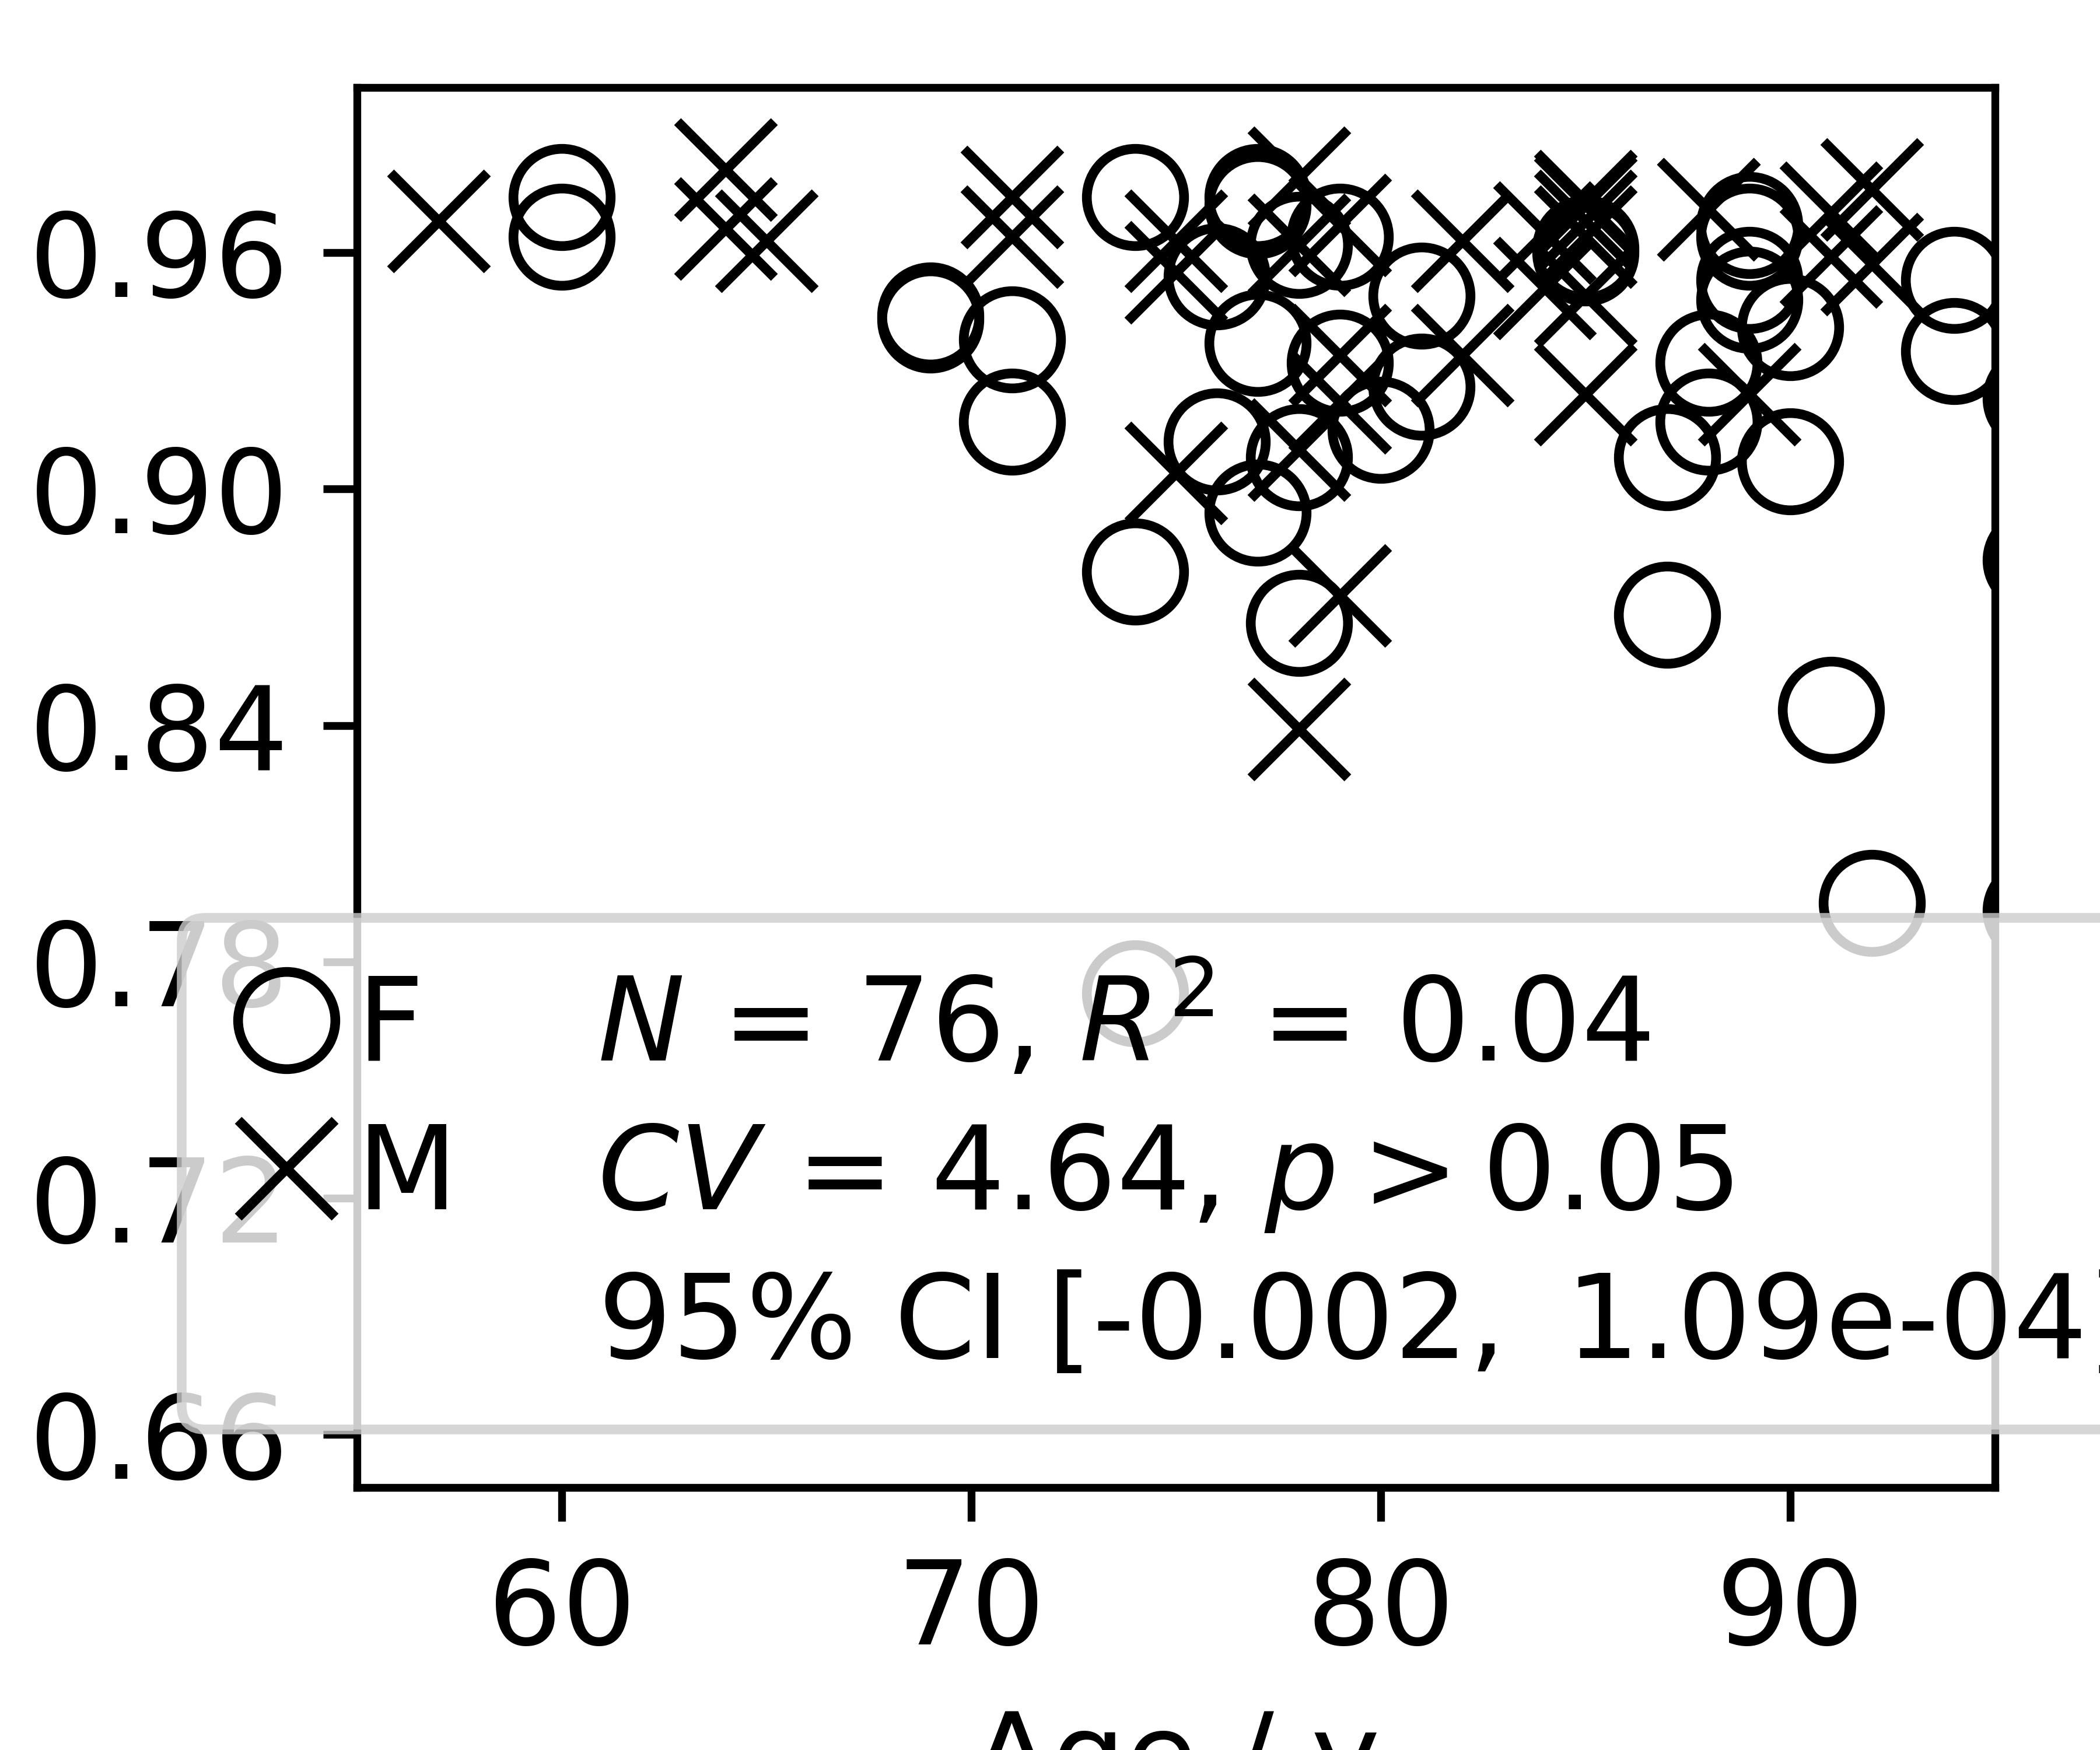 0.96
0.90
0.84
0.78
0.72
0.66
F N = 76, R² = 0.04
M CV = 4.64, p > 0.05
95% CI [-0.002, 1.09e-04]
60 70 80 90
Age / y